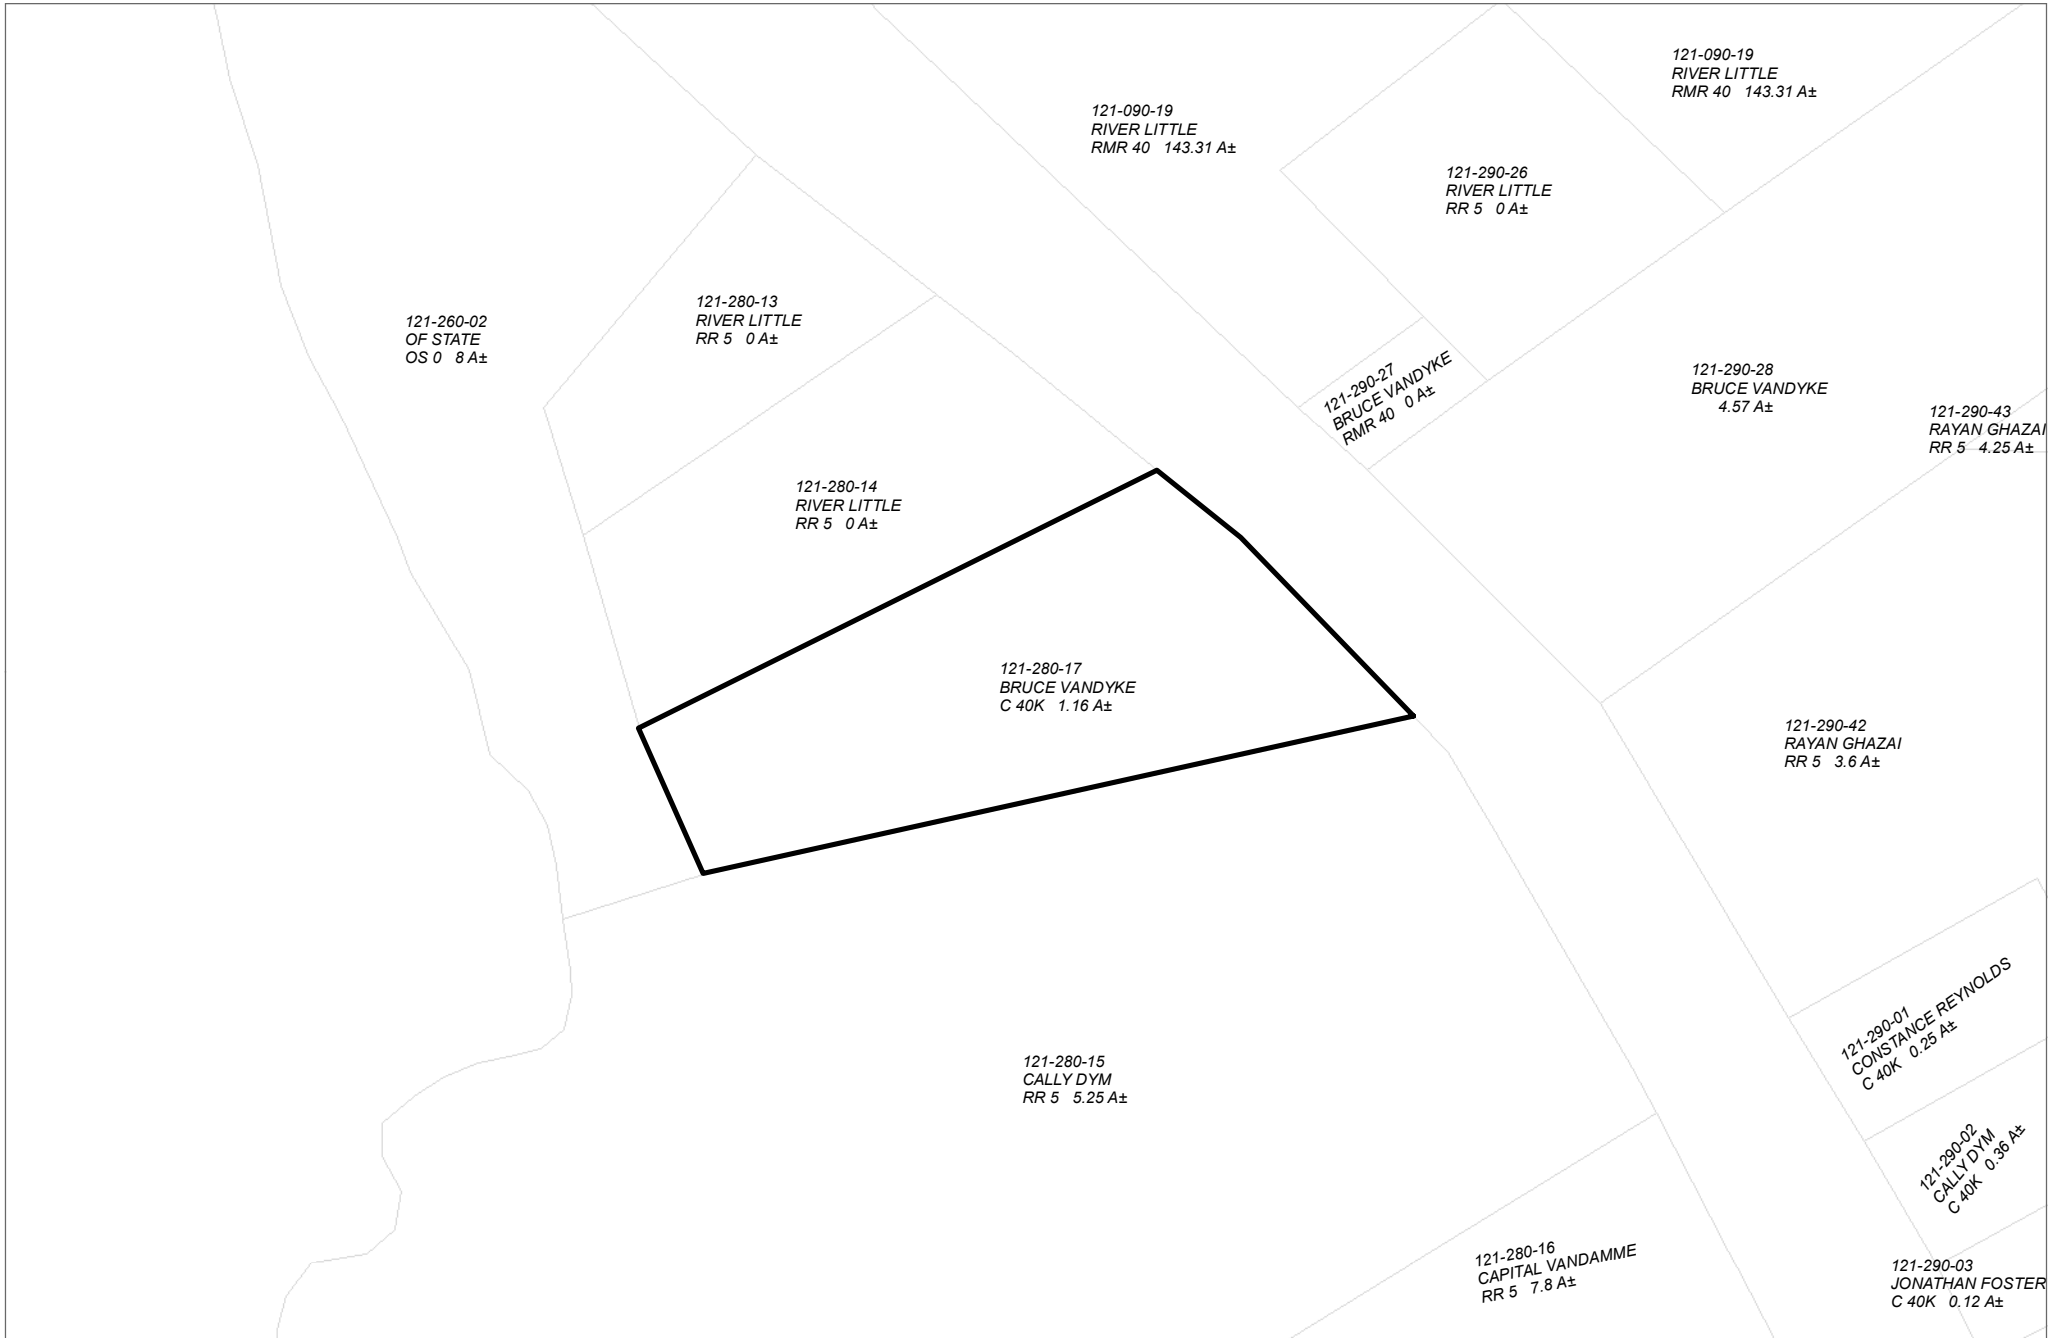 121-090-19
RIVER LITTLE
RMR 40 143.31 A±
121-090-19
RIVER LITTLE
RMR 40 143.31 A±
121-290-26
RIVER LITTLE
RR 5 0 A±
121-280-13
RIVER LITTLE
RR 5 0 A±
121-260-02
OF STATE
OS 0 8 A±
121-290-27
BRUCE VANDYKE
RMR 40 0 A±
121-290-28
BRUCE VANDYKE
4.57 A±
121-290-43
RAYAN GHAZAI
RR 5 4.25 A±
121-280-14
RIVER LITTLE
RR 5 0 A±
121-280-17
BRUCE VANDYKE
C 40K 1.16 A±
121-290-42
RAYAN GHAZAI
RR 5 3.6 A±
121-290-01
CONSTANCE REYNOLDS
C 40K 0.25 A±
121-280-15
CALLY DYM
RR 5 5.25 A±
121-290-02
CALLY DYM
C 40K 0.36 A±
121-280-16
CAPITAL VANDAMME
RR 5 7.8 A±
121-290-03
JONATHAN FOSTER
C 40K 0.12 A±